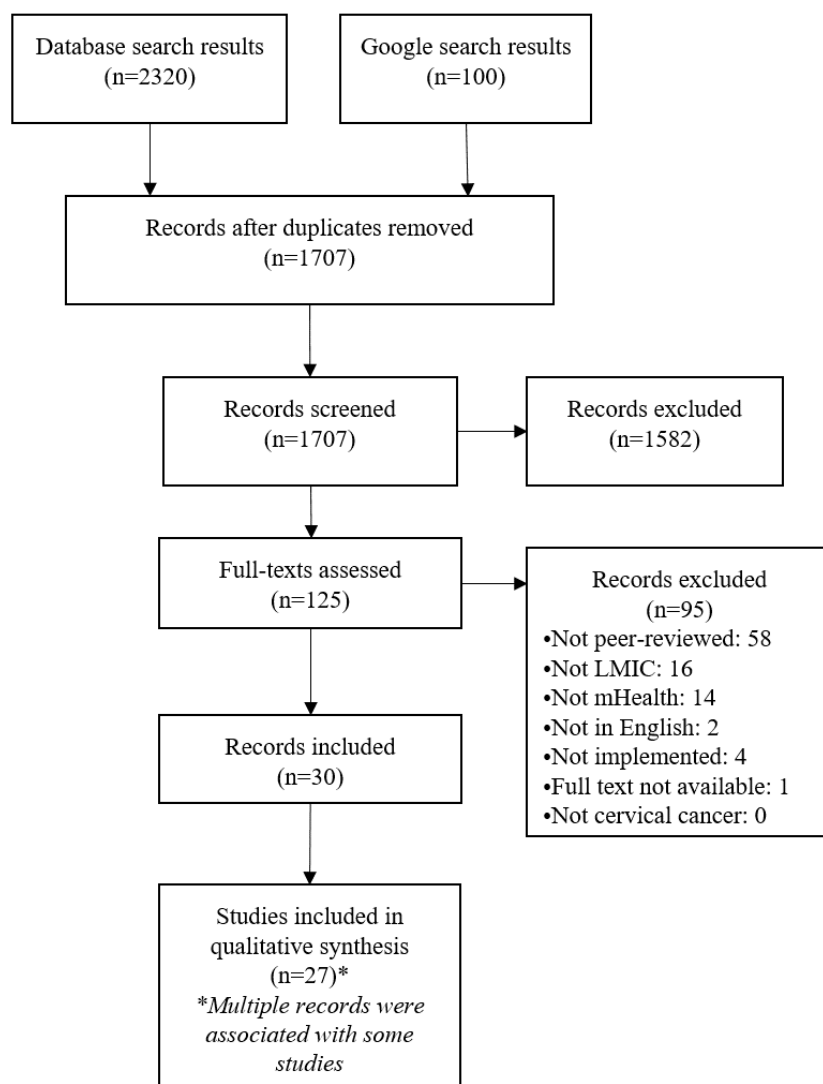 Database search results
(n=2320)
Google search results
(n=100)
Records after duplicates removed
(n=1707)
Records screened
(n=1707)
Records excluded
(n=1582)
Full-texts assessed
(n=125)
Records excluded
(n=95)
•Not peer-reviewed: 58
•Not LMIC: 16
•Not mHealth: 14
•Not in English: 2
•Not implemented: 4
•Full text not available: 1
•Not cervical cancer: 0
Records included
(n=30)
Studies included in
qualitative synthesis
(n=27)*
*Multiple records were
associated with some
studies